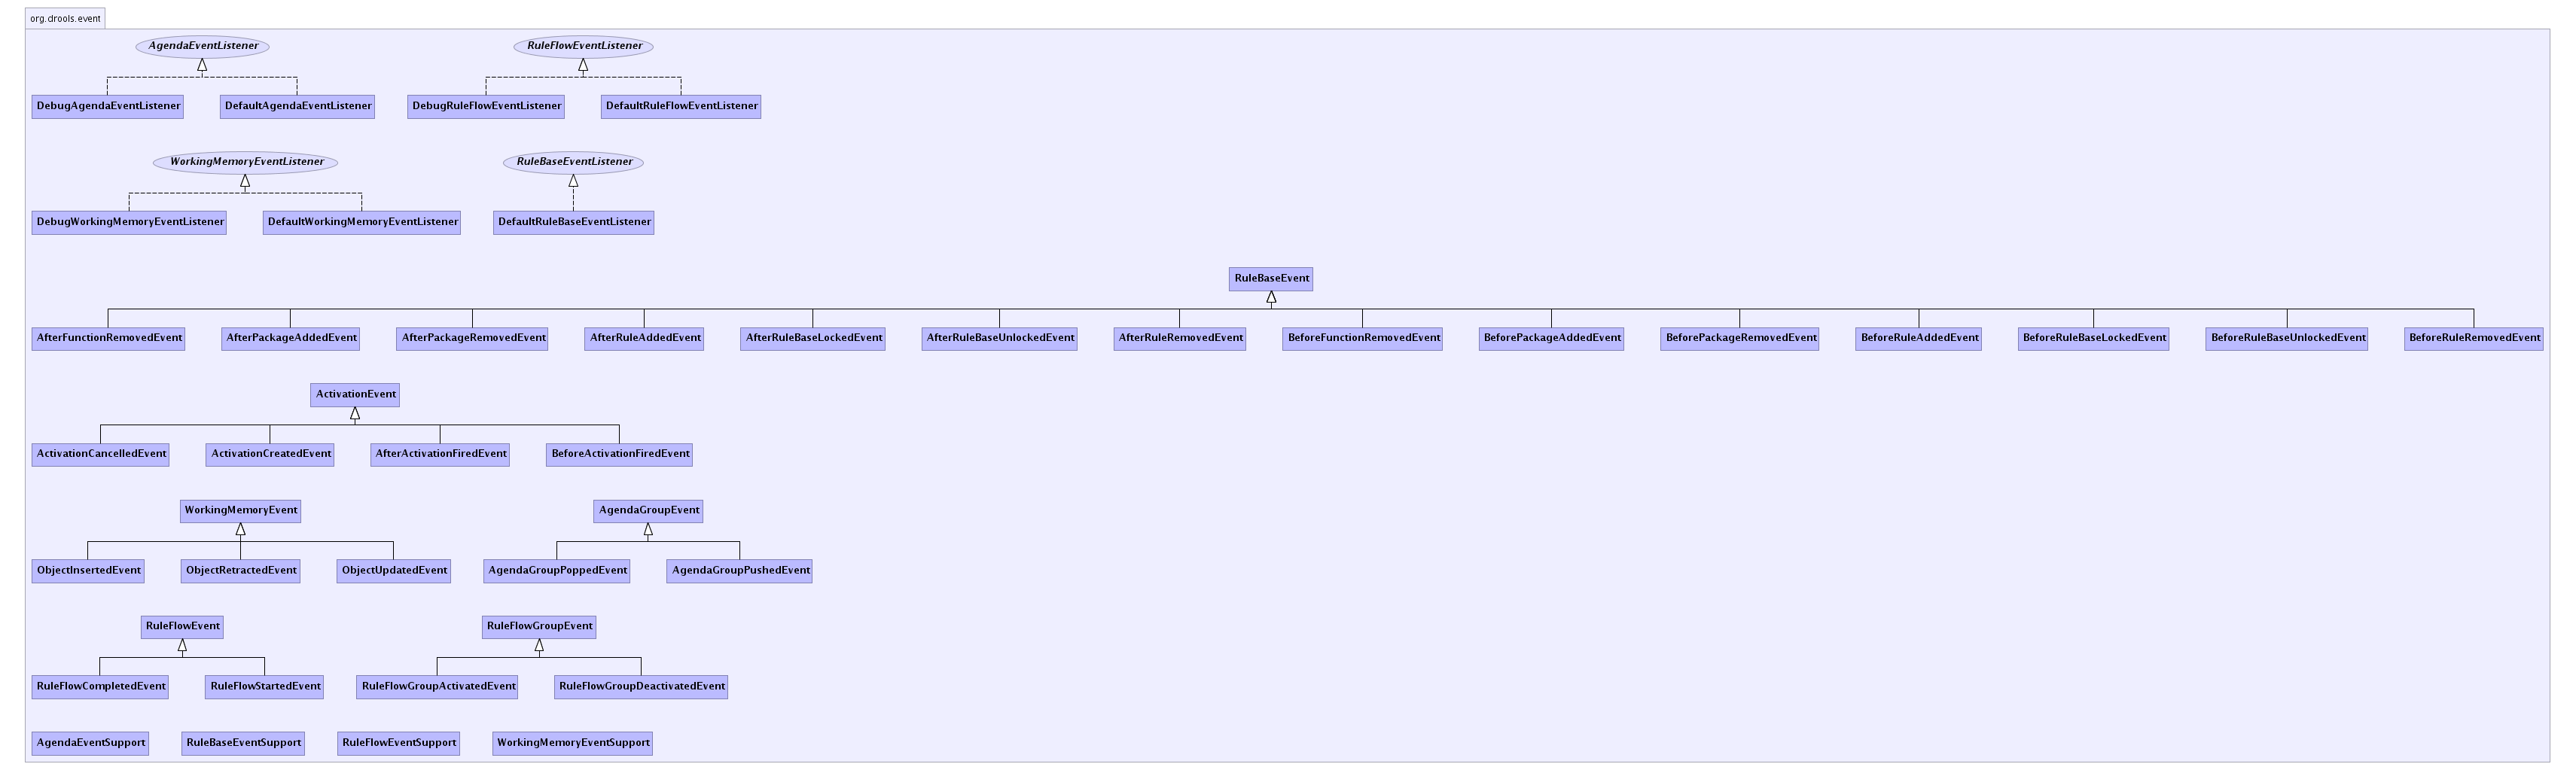 org.drools.event
AgendaEventListener
RuleFlowEventListener
DebugAgendaEventListener
DefaultAgendaEventListener
DebugRuleFlowEventListener
DefaultRuleFlowEventListener
WorkingMemoryEventListener
RuleBaseEventListener
DebugWorkingMemoryEventListener
DefaultWorkingMemoryEventListener
DefaultRuleBaseEventListener
RuleBaseEvent
AfterFunctionRemovedEvent
AfterPackageAddedEvent
AfterPackageRemovedEvent
AfterRuleAddedEvent
AfterRuleBaseLockedEvent
AfterRuleBaseUnlockedEvent
AfterRuleRemovedEvent
BeforeFunctionRemovedEvent
BeforePackageAddedEvent
BeforePackageRemovedEvent
BeforeRuleAddedEvent
BeforeRuleBaseLockedEvent
BeforeRuleBaseUnlockedEvent
BeforeRuleRemovedEvent
ActivationEvent
ActivationCancelledEvent
ActivationCreatedEvent
AfterActivationFiredEvent
BeforeActivationFiredEvent
WorkingMemoryEvent
AgendaGroupEvent
ObjectInsertedEvent
ObjectRetractedEvent
ObjectUpdatedEvent
AgendaGroupPoppedEvent
AgendaGroupPushedEvent
RuleFlowEvent
RuleFlowGroupEvent
RuleFlowCompletedEvent
RuleFlowStartedEvent
RuleFlowGroupActivatedEvent
RuleFlowGroupDeactivatedEvent
AgendaEventSupport
RuleBaseEventSupport
RuleFlowEventSupport
WorkingMemoryEventSupport